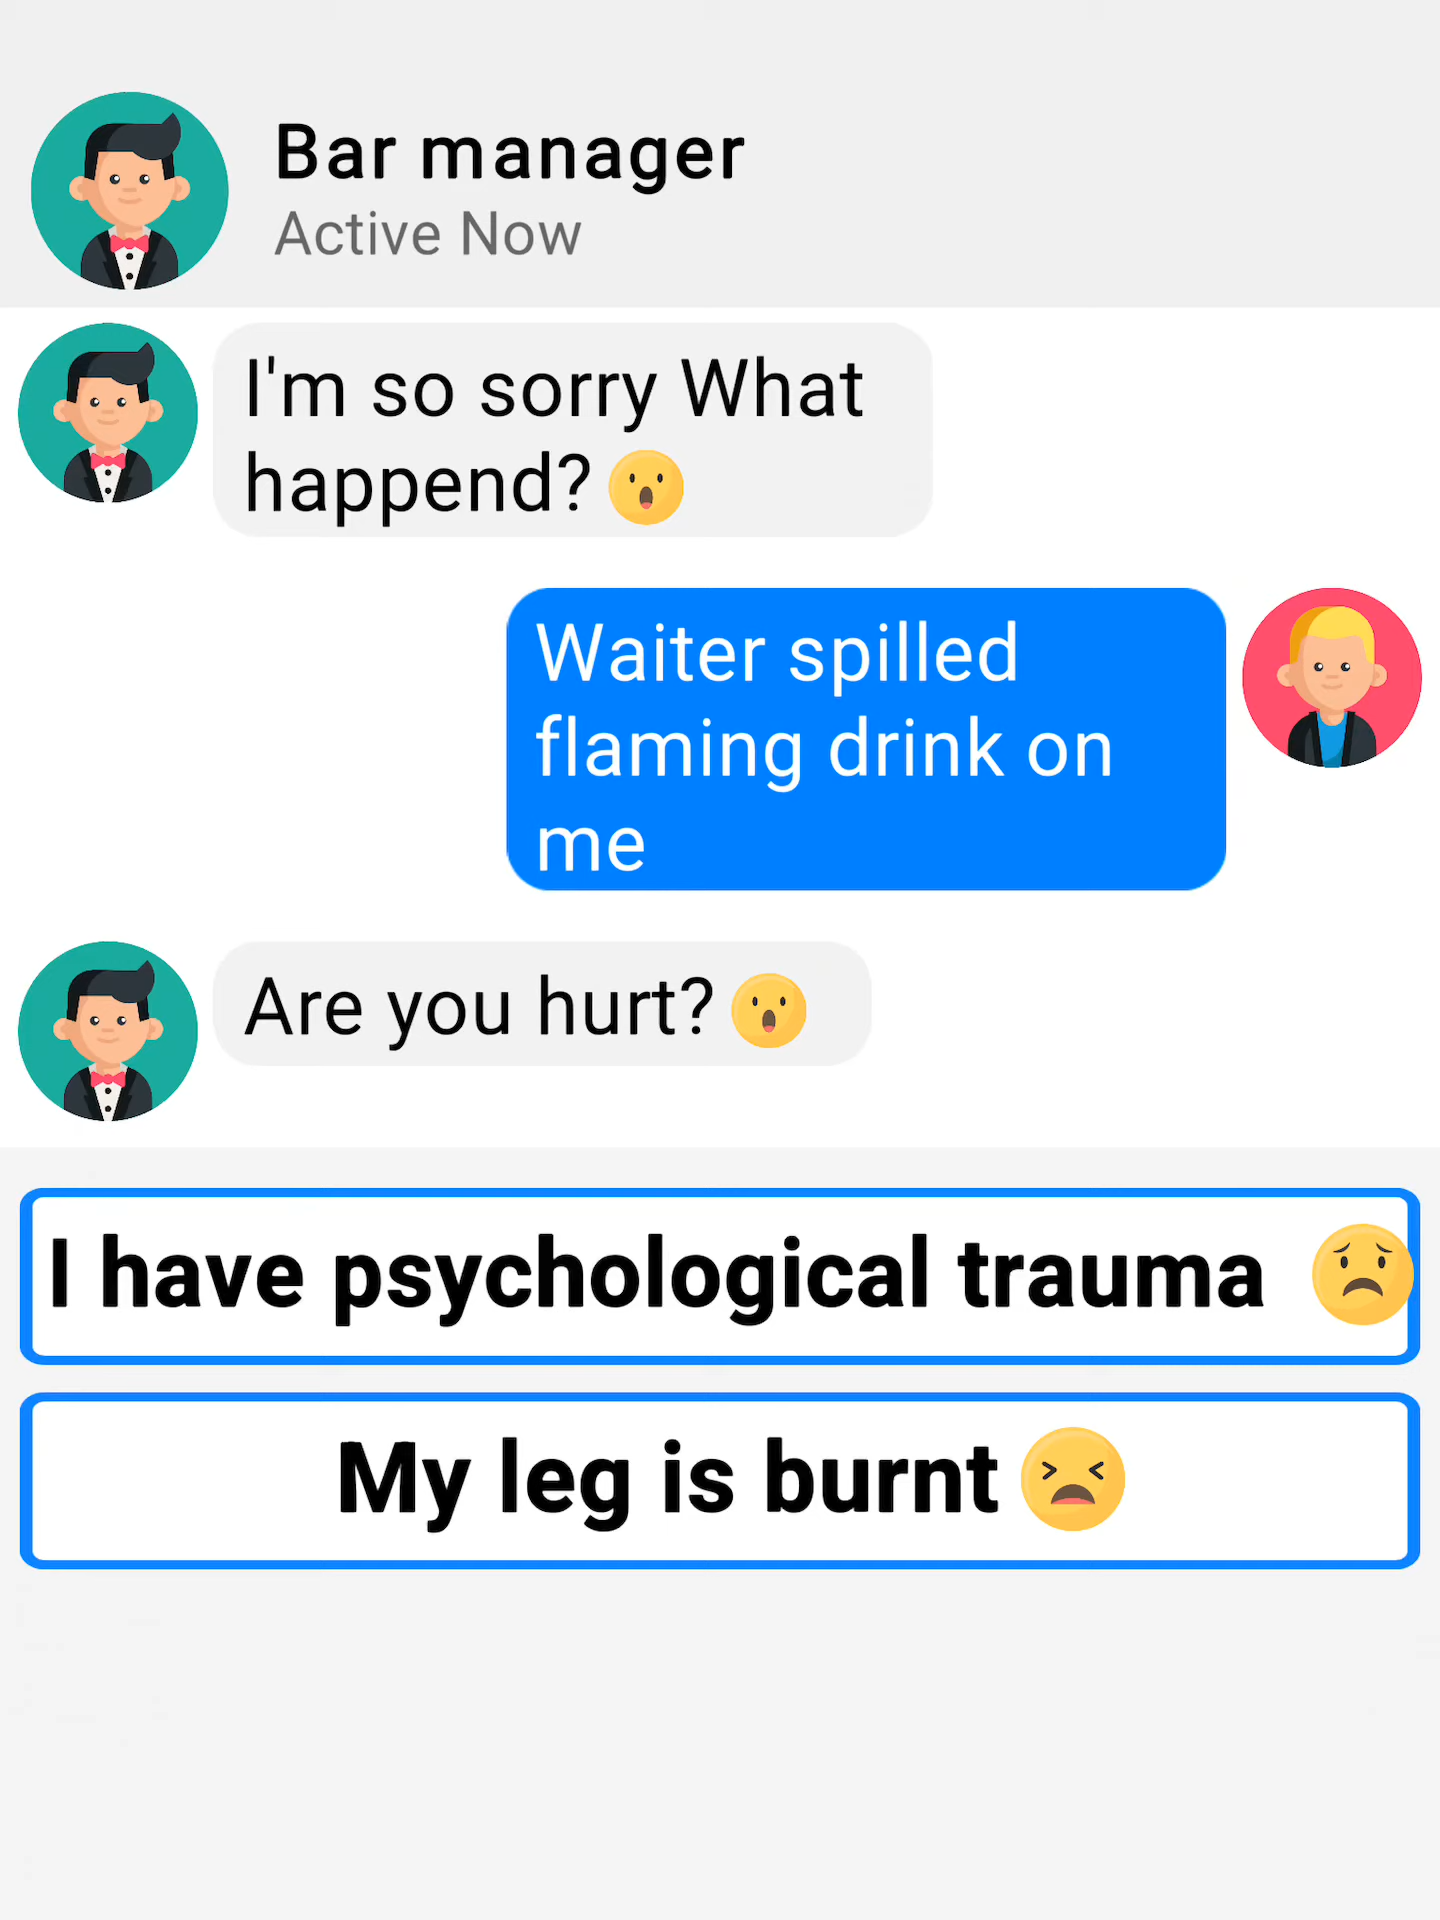 Bar manager
Active Now
I'm so sorry What
happend?
Waiter spilled
flaming drink on
me
Are you hurt?
I have psychological trauma
My leg is burnt